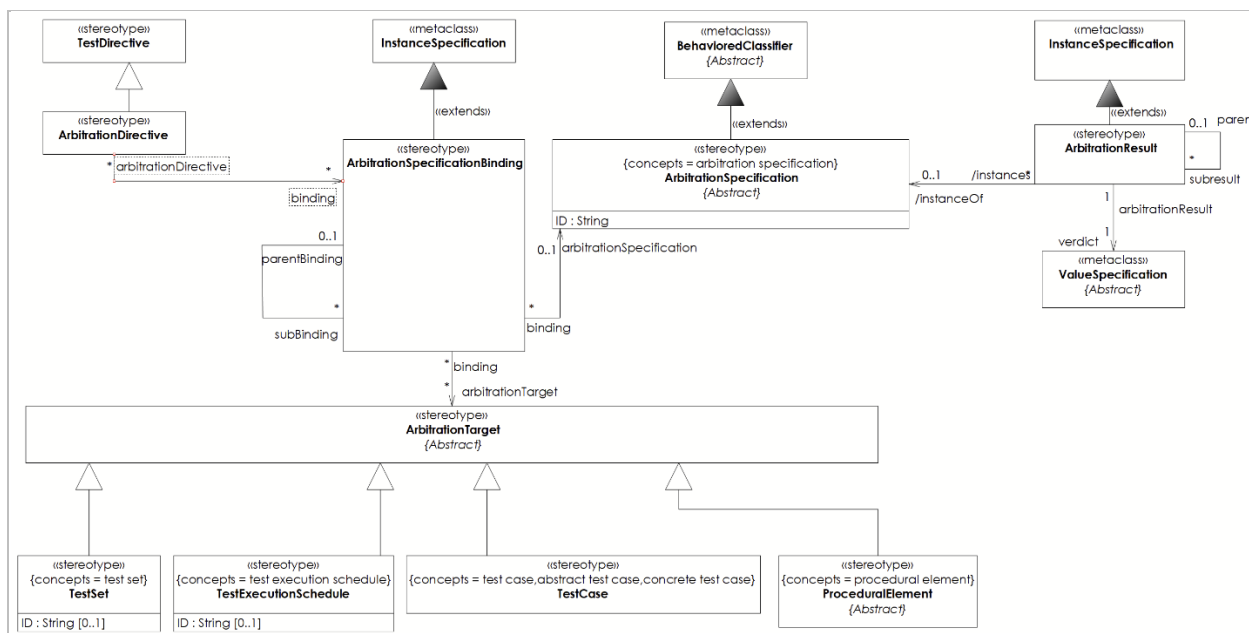 «stereotype»
TestDirective
«metaclass»
InstanceSpecification
«metaclass»
BehavioredClassifier
{Abstract}
«metaclass»
InstanceSpecification
«stereotype»
ArbitrationDirective
«extends»
«extends»
«extends»
* arbitrationDirective
*
binding
«stereotype»
ArbitrationSpecificationBinding
0..1
parentBinding
*
subBinding
«stereotype»
{concepts = arbitration specification}
ArbitrationSpecification
{Abstract}
ID : String
0..1 arbitrationSpecification
*
binding
«stereotype»
ArbitrationResult
0..1 parent
*
subresult
0..1 /instances *
/instanceOf
1
arbitrationResult
1
verdict
«metaclass»
ValueSpecification
{Abstract}
* binding
* arbitrationTarget
«stereotype»
ArbitrationTarget
{Abstract}
«stereotype»
{concepts = test set}
TestSet
ID : String [0..1]
«stereotype»
{concepts = test execution schedule}
TestExecutionSchedule
ID : String [0..1]
«stereotype»
{concepts = test case,abstract test case,concrete test case}
TestCase
«stereotype»
{concepts = procedural element}
ProceduralElement
{Abstract}